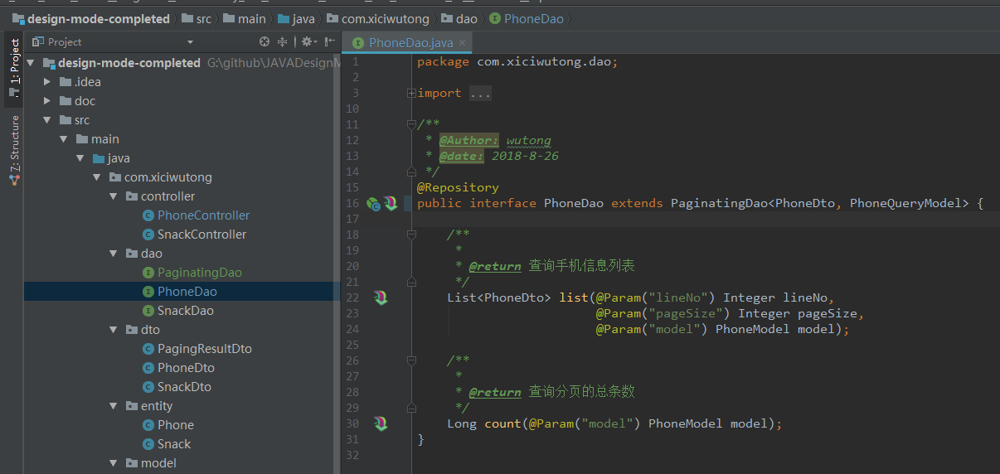 design-mode-completed src main java com.xiciwutong dao PhoneDao
1: Project
7: Structure
Project
design-mode-completed G:\github\JAVADesignM
.idea
doc
src
main
java
com.xiciwutong
controller
PhoneController
SnackController
dao
PaginatingDao
PhoneDao
SnackDao
dto
PagingResultDto
PhoneDto
SnackDto
entity
Phone
Snack
model
PhoneDao.java
1 package com.xiciwutong.dao;
2
3 import ...
10
11 /**
12 * @Author: wutong
13 * @date: 2018-8-26
14 */
15 @Repository
16 public interface PhoneDao extends PaginatingDao<PhoneDto, PhoneQueryModel> {
17
18 /**
19 *
20 * @return 查询手机信息列表
21 */
22 List<PhoneDto> list(@Param("lineNo") Integer lineNo,
23 @Param("pageSize") Integer pageSize,
24 @Param("model") PhoneModel model);
25
26 /**
27 *
28 * @return 查询分页的总条数
29 */
30 Long count(@Param("model") PhoneModel model);
31 }
32